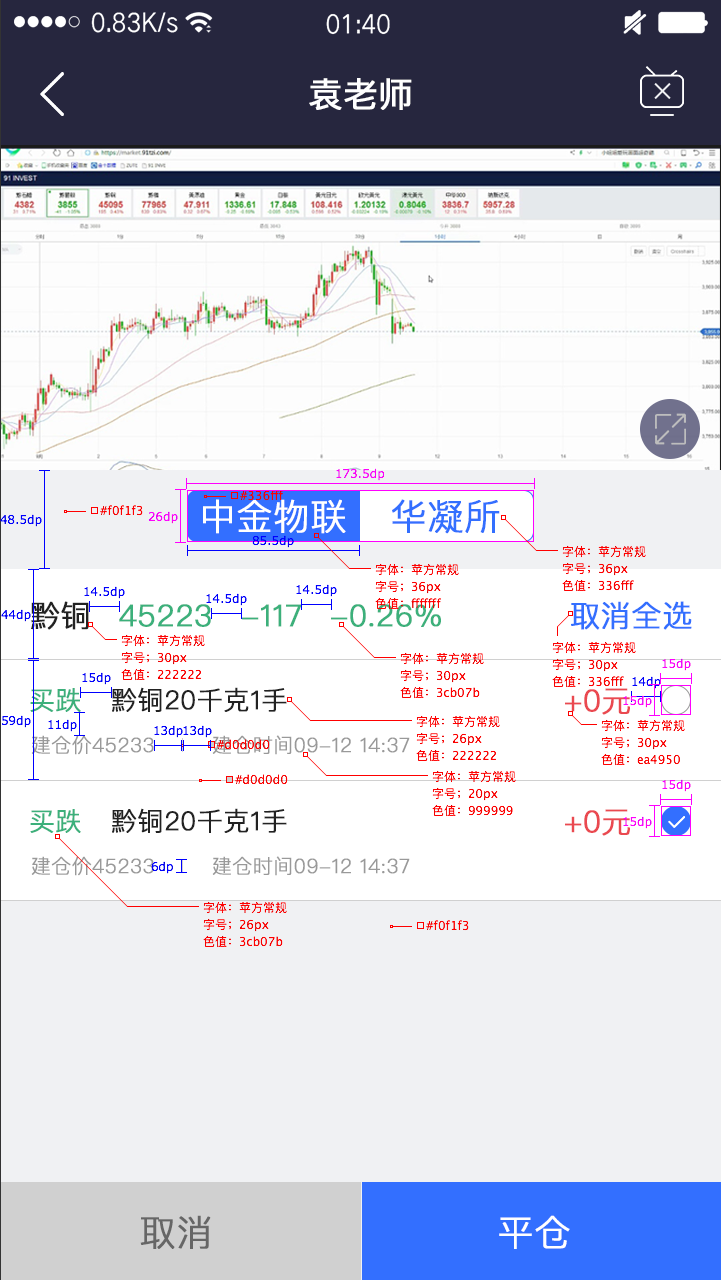 0.83K/s
01:40
袁老师
https://market.91tzi.com/
91 INVEST
4382
3855
45095
77965
47.911
1336.61
17.848
108.416
1.20132
0.8046
3836.7
5957.28
173.5dp
#f0f1f3
#336fff
48.5dp
26dp
中金物联
华凝所
85.5dp
字体：苹方常规
字号：36px
色值：336fff
字体：苹方常规
字号：36px
色值：ffffff
14.5dp
14.5dp
14.5dp
44dp
黔铜
45223
-117
-0.26%
取消全选
字体：苹方常规
字号；30px
色值：222222
字体：苹方常规
字号；30px
色值：3cb07b
字体：苹方常规
字号；30px
色值：336fff
15dp
15dp
14dp
买跌
黔铜20千克1手
+0元
15dp
59dp
11dp
13dp
13dp
字体：苹方常规
字号；26px
色值：222222
字体：苹方常规
字号；30px
色值：ea4950
建仓价45233
#d0d0d0
建仓时间09-12 14:37
#d0d0d0
字体：苹方常规
字号；20px
色值：999999
15dp
买跌
黔铜20千克1手
+0元
15dp
建仓价45233
6dp
建仓时间09-12 14:37
字体：苹方常规
字号；26px
色值：3cb07b
#f0f1f3
取消
平仓